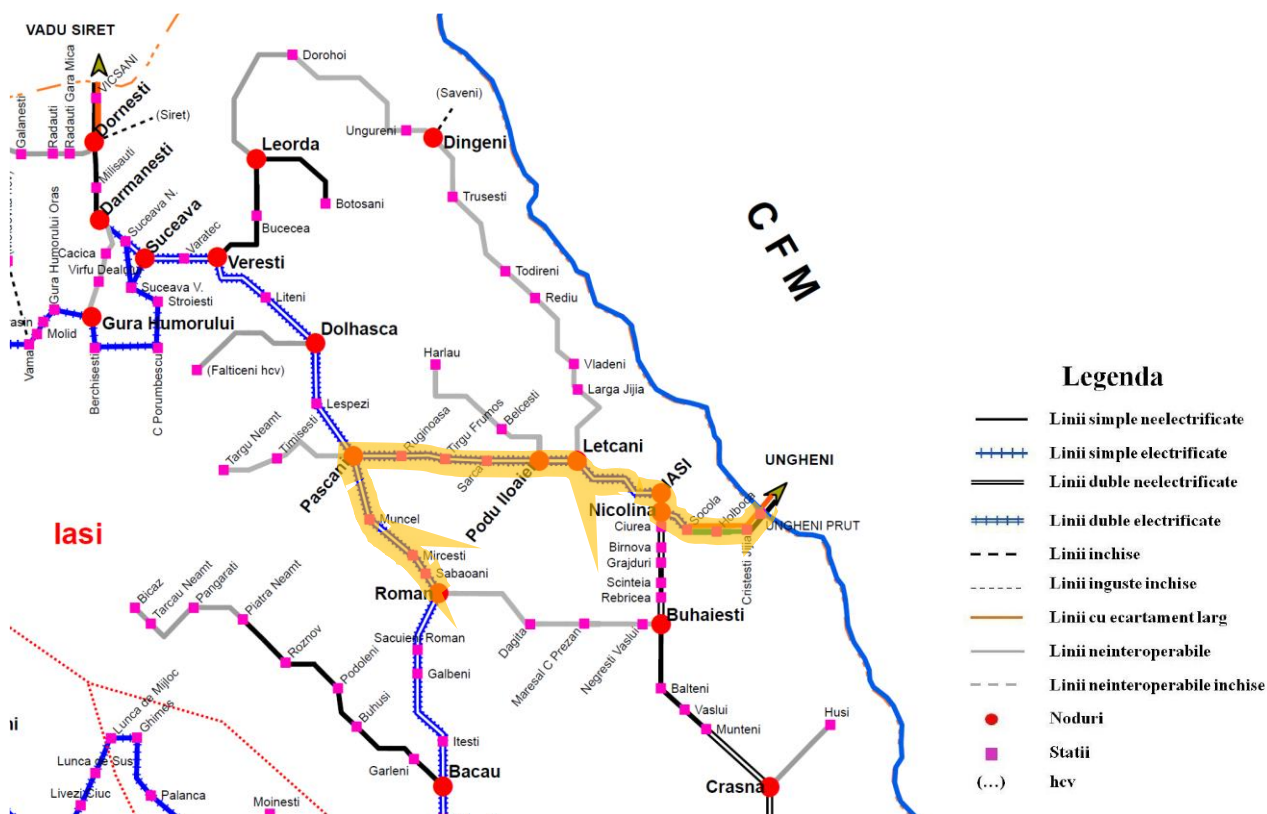 VADU SIRET
VICSANI
Galanesti
Radauti
Radauti Gara Mica
Dornesti
(Siret)
Milisauti
Darmanesti
Dorohoi
(Saveni)
Ungureni
Dingeni
Leorda
Botosani
Trusesti
Bucecea
Suceava N.
Suceava
Varatec
Veresti
Gura Humorului Oras
Cacica
Virfu Dealului
Suceava V.
Stroiesti
Liteni
Todireni
Rediu
CFM
Gura Humorului
Molid
Vama
Berchisesti
C Porumbescu
Dolhasca
(Falticeni hcv)
Harlau
Vladeni
Larga Jijia
Lespezi
Belcesti
Targu Neamt
Timisesti
Pascani
Ruginoasa
Tirgu Frumos
Sarca
Podu Iloaiei
Letcani
IASI
Nicolina
Socola
Holboca
Cristesti Jijia
UNGHENI
UNGHENI PRUT
Ciurea
Birnova
Grajduri
Scinteia
Rebricea
Buhaiesti
Iasi
Muncel
Mircesti
Sabaoani
Roman
Bicaz
Tarcau Neamt
Pangarati
Piatra Neamt
Roznov
Podoleni
Buhusi
Garleni
Sacuieni Roman
Galbeni
Itesti
Bacau
Dagita
Maresal C Prezan
Negresti Vaslui
Balteni
Vaslui
Munteni
Husi
Crasna
Lunca de Mijloc
Ghimes
Lunca de Sus
Livezi Ciuc
Palanca
Moinesti
Legenda
Linii simple neelectrificate
Linii simple electrificate
Linii duble neelectrificate
Linii duble electrificate
Linii inchise
Linii inguste inchise
Linii cu ecartament larg
Linii neinteroperabile
Linii neinteroperabile inchise
Noduri
Statii
(...) hcv